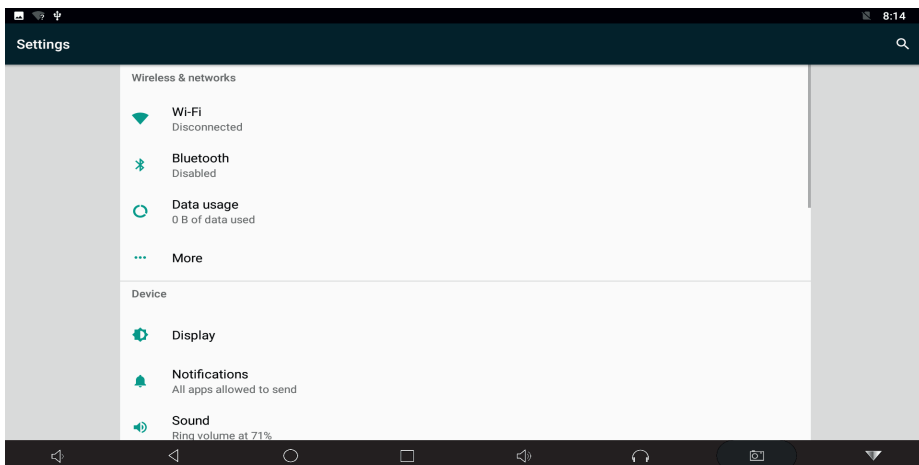 8:14
Settings
Wireless & networks
Wi-Fi
Disconnected
Bluetooth
Disabled
Data usage
0 B of data used
More
Device
Display
Notifications
All apps allowed to send
Sound
Ring volume at 71%